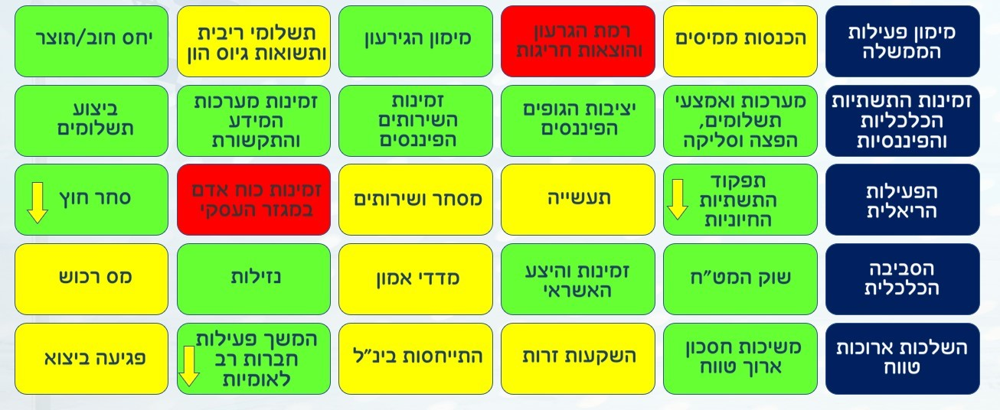 מימון פעילות
הממשלה
הכנסות ממיסים
רמת הגרעון
והוצאות חריגות
מימון הגירעון
תשלומי ריבית
ותשואות גיוס הון
יחס חוב/תוצר
זמינות התשתיות
הכלכליות
והפיננסיות
מערכות ואמצעי
תשלומים,
הפצה וסליקה
יציבות הגופים
הפיננסים
זמינות
השירותים
הפיננסים
זמינות מערכות
המידע
והתקשורת
ביצוע
תשלומים
הפעילות
הריאלית
תפקוד
התשתיות
החיוניות
תעשייה
מסחר ושירותים
זמינות כוח אדם
במגזר העסקי
סחר חוץ
הסביבה
הכלכלית
שוק המט"ח
זמינות והיצע
האשראי
מדדי אמון
נזילות
מס רכוש
השלכות ארוכות
טווח
משיכות חסכון
ארוך טווח
השקעות זרות
התייחסות בינ"ל
המשך פעילות
חברות רב
לאומיות
פגיעה ביצוא